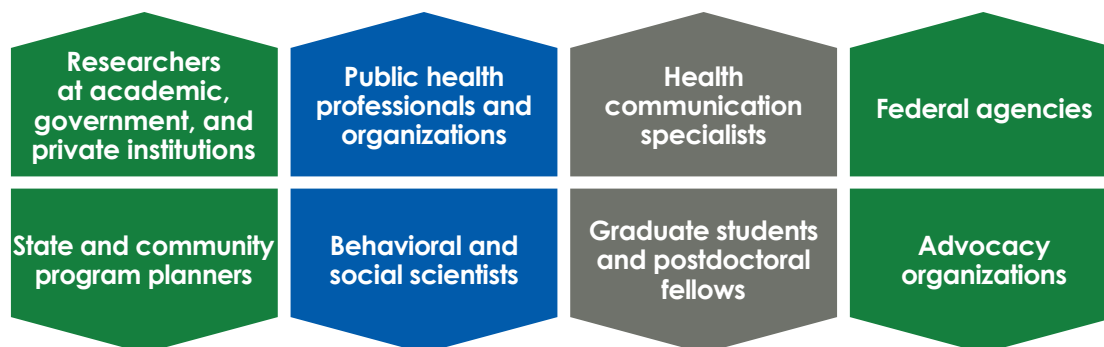 Researchers
at academic,
government, and
private institutions
Public health
professionals and
organizations
Health
communication
specialists
Federal agencies
State and community
program planners
Behavioral and
social scientists
Graduate students
and postdoctoral
fellows
Advocacy
organizations